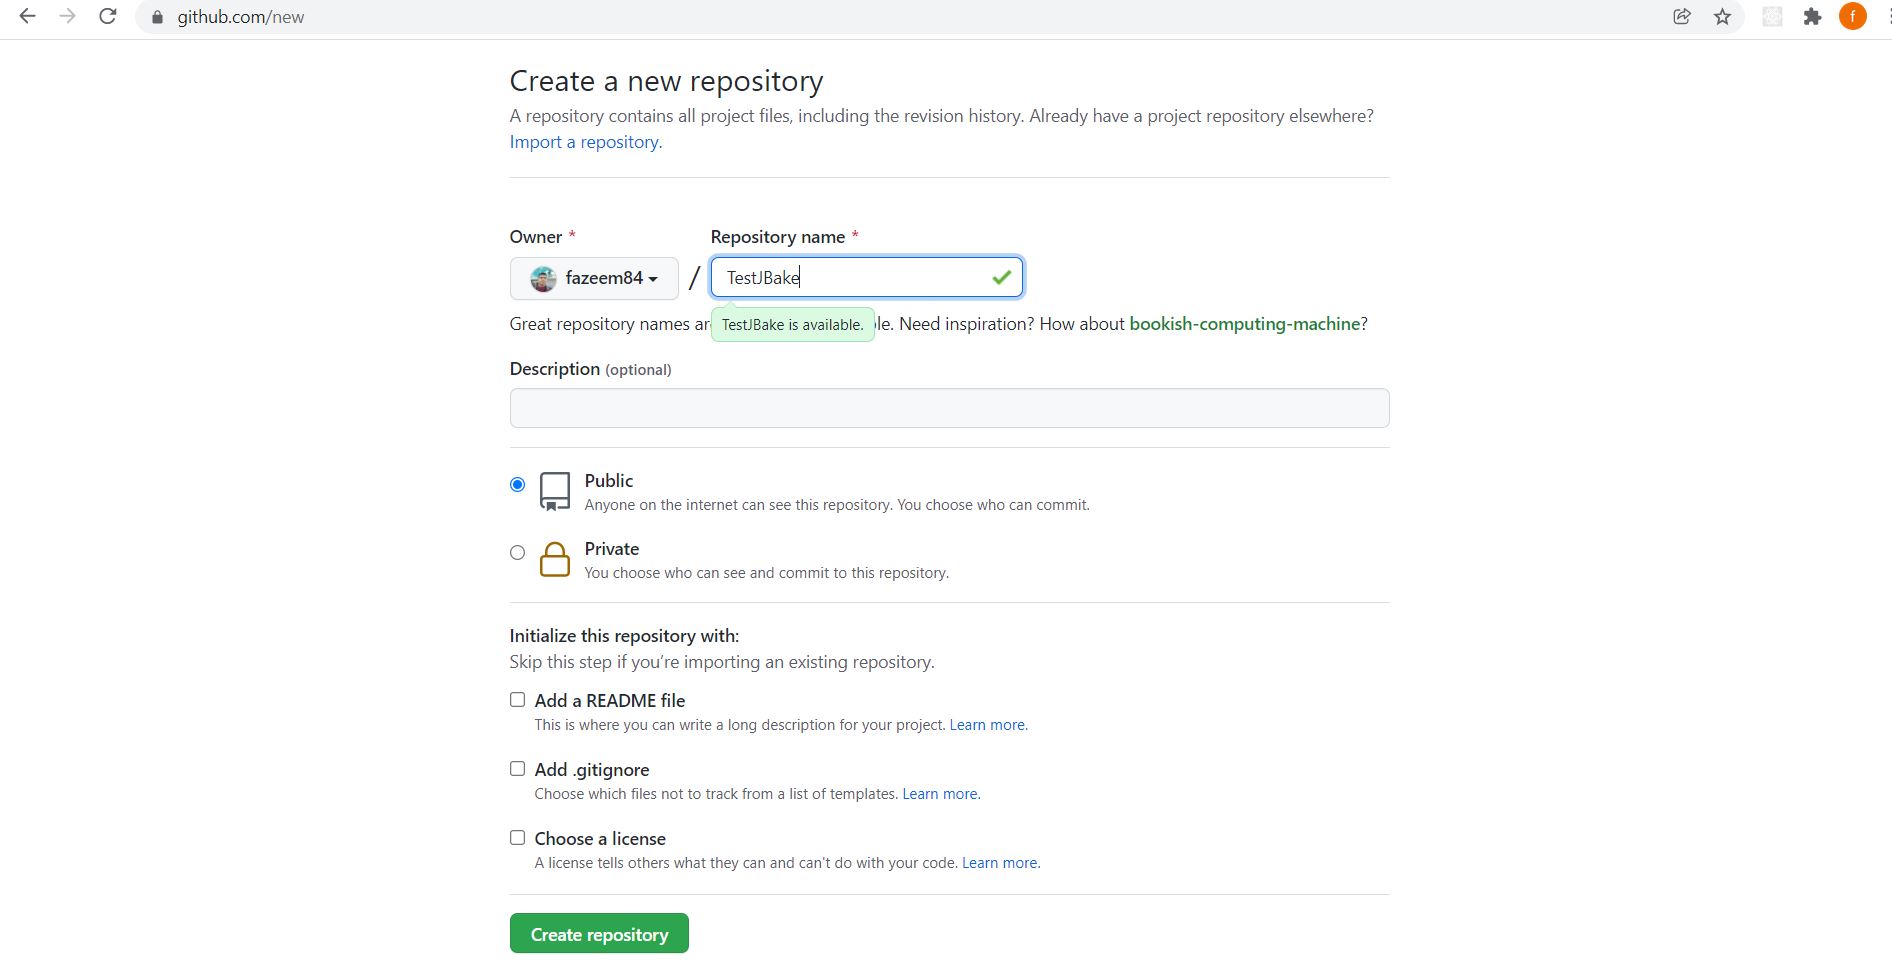 github.com/new
f
Create a new repository
A repository contains all project files, including the revision history. Already have a project repository elsewhere?
Import a repository.
Owner * Repository name *
fazeem84 / TestJBake
Great repository names are TestJBake is available. le. Need inspiration? How about bookish-computing-machine?
Description (optional)
Public
Anyone on the internet can see this repository. You choose who can commit.
Private
You choose who can see and commit to this repository.
Initialize this repository with:
Skip this step if you’re importing an existing repository.
Add a README file
This is where you can write a long description for your project. Learn more.
Add .gitignore
Choose which files not to track from a list of templates. Learn more.
Choose a license
A license tells others what they can and can't do with your code. Learn more.
Create repository